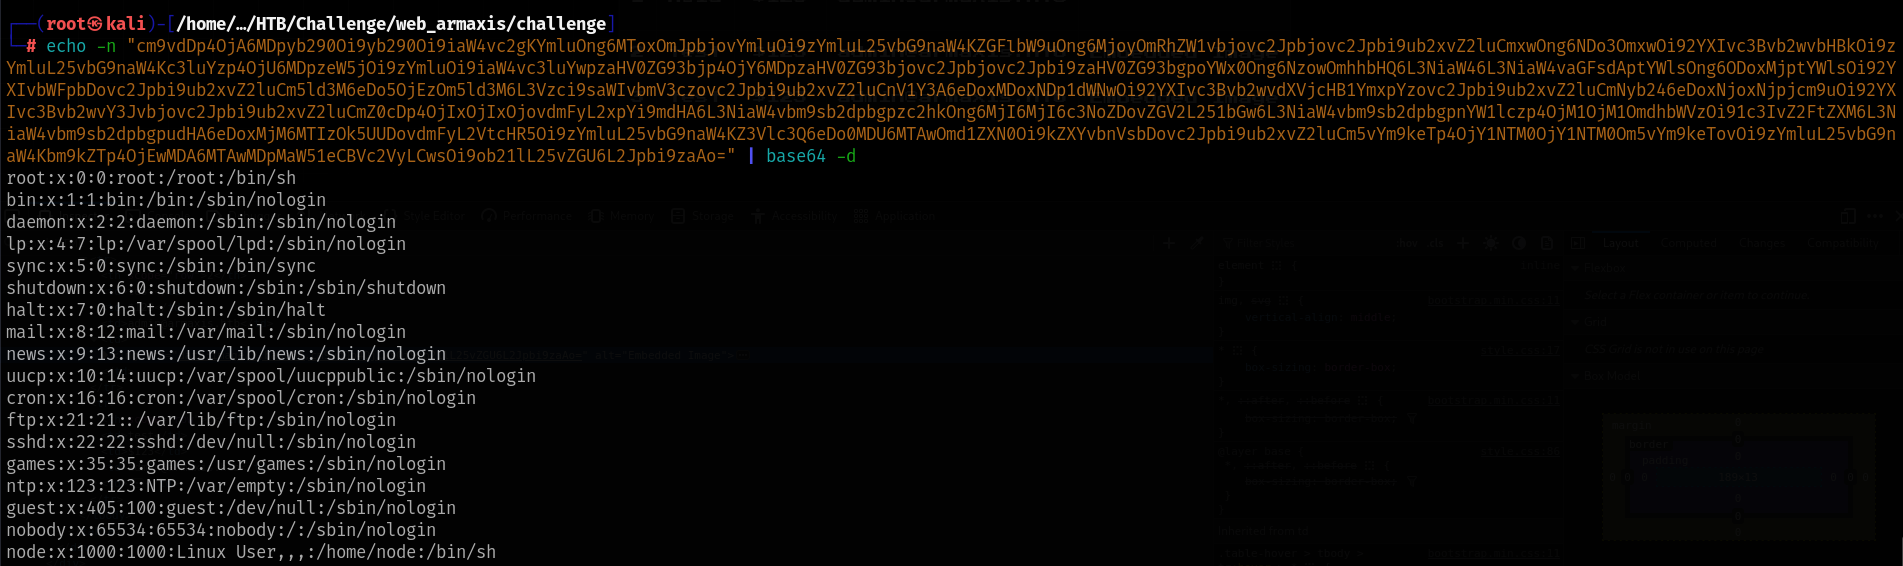 ┌──(root㉿kali)-[/home/…/HTB/Challenge/web_armaxis/challenge]
└─# echo -n "cm9vdDp4OjA6MDpyb290Oi9yb290Oi9iaW4vc2gKYmluOng6MToxOmJpbjovYmluOi9zYmluL25vbG9naW4KZGFlbW9uOng6MjoyOmRhZW1vbjovc2Jpbjovc2Jpbi9ub2xvZ2luCmxwOng6NDo3OmxwOi92YXIvc3Bvb2wvbHBkOi9z
YmluL25vbG9naW4Kc3luYzp4OjU6MDpzeW5jOi9zYmluOi9iaW4vc3luYwpzaHV0ZG93bjp4OjY6MDpzaHV0ZG93bjovc2Jpbjovc2Jpbi9zaHV0ZG93bgpoYWx0Ong6NzowOmhhbHQ6L3NiaW46L3NiaW4vaGFsdAptYWlsOng6ODoxMjptYWlsOi92Y
XIvbWFpbDovc2Jpbi9ub2xvZ2luCm5ld3M6eDo5OjEzOm5ld3M6L3Vzci9saWIvbmV3czovc2Jpbi9ub2xvZ2luCnV1Y3A6eDoxMDoxNDp1dWNwOi92YXIvc3Bvb2wvdXVjcHB1YmxpYzovc2Jpbi9ub2xvZ2luCmNyb246eDoxNjoxNjpjcm9uOi92YX
Ivc3Bvb2wvY3Jvbjovc2Jpbi9ub2xvZ2luCmZ0cDp4OjIxOjIxOjovdmFyL2xpYi9mdHA6L3NiaW4vbm9sb2dpbgpzc2hkOng6MjI6MjI6c3NoZDovZGV2L251bGw6L3NiaW4vbm9sb2dpbgpnYW1lczp4OjM1OjM1OmdhbWVzOi91c3IvZ2FtZXM6L3N
iaW4vbm9sb2dpbgpudHA6eDoxMjM6MTIzOk5UUDovdmFyL2VtcHR5Oi9zYmluL25vbG9naW4KZ3Vlc3Q6eDo0MDU6MTAwOmd1ZXN0Oi9kZXYvbnVsbDovc2Jpbi9ub2xvZ2luCm5vYm9keTp4OjY1NTM0OjY1NTM0Om5vYm9keTovOi9zYmluL25vbG9n
aW4Kbm9kZTp4OjEwMDA6MTAwMDpMaW51eCBVc2VyLCwsOi9ob21lL25vZGU6L2Jpbi9zaAo=" | base64 -d
root:x:0:0:root:/root:/bin/sh
bin:x:1:1:bin:/bin:/sbin/nologin
daemon:x:2:2:daemon:/sbin:/sbin/nologin
lp:x:4:7:lp:/var/spool/lpd:/sbin/nologin
sync:x:5:0:sync:/sbin:/bin/sync
shutdown:x:6:0:shutdown:/sbin:/sbin/shutdown
halt:x:7:0:halt:/sbin:/sbin/halt
mail:x:8:12:mail:/var/mail:/sbin/nologin
news:x:9:13:news:/usr/lib/news:/sbin/nologin
uucp:x:10:14:uucp:/var/spool/uucppublic:/sbin/nologin
cron:x:16:16:cron:/var/spool/cron:/sbin/nologin
ftp:x:21:21::/var/lib/ftp:/sbin/nologin
sshd:x:22:22:sshd:/dev/null:/sbin/nologin
games:x:35:35:games:/usr/games:/sbin/nologin
ntp:x:123:123:NTP:/var/empty:/sbin/nologin
guest:x:405:100:guest:/dev/null:/sbin/nologin
nobody:x:65534:65534:nobody:/:/sbin/nologin
node:x:1000:1000:Linux User,,,:/home/node:/bin/sh